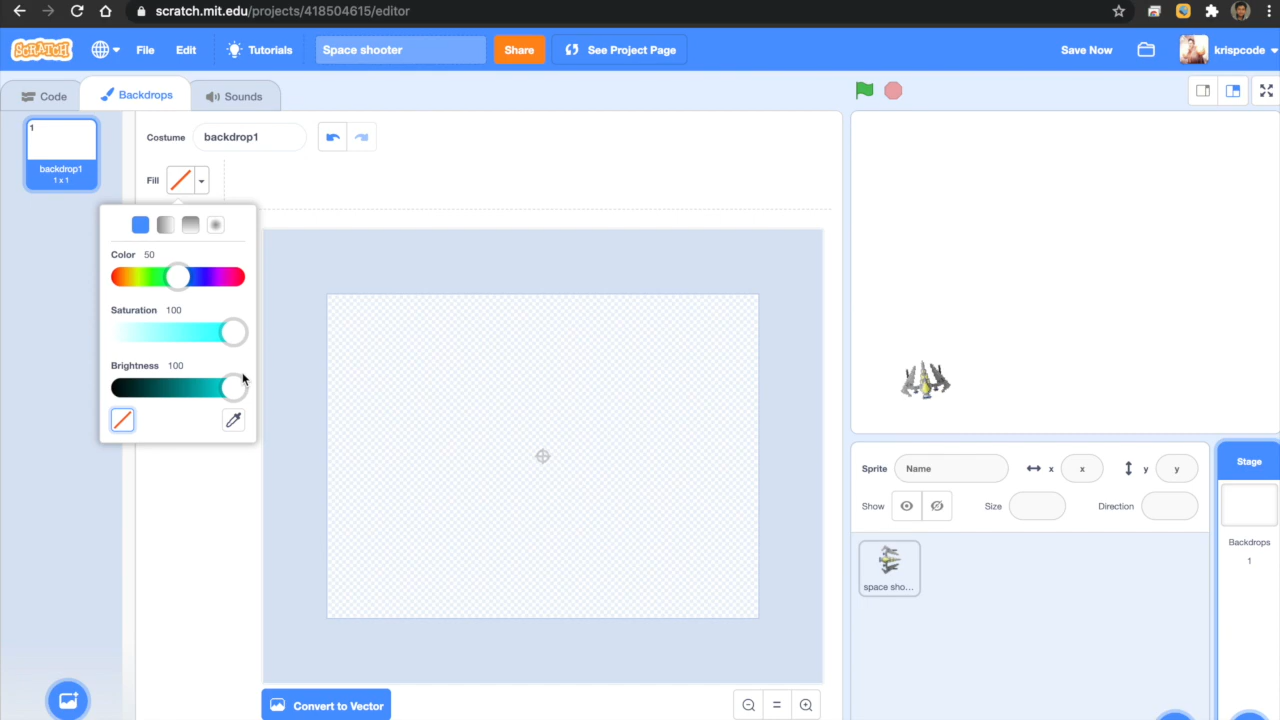 scratch.mit.edu/projects/418504615/editor
SCRATCH
File
Edit
Tutorials
Space shooter
Share
See Project Page
Save Now
krispcode
Code
Backdrops
Sounds
1
backdrop1
1 x 1
Costume
backdrop1
Fill
Color 50
Saturation 100
Brightness 100
Convert to Vector
Sprite
Name
x
x
y
y
Show
Size
Direction
space sho...
Stage
Backdrops
1